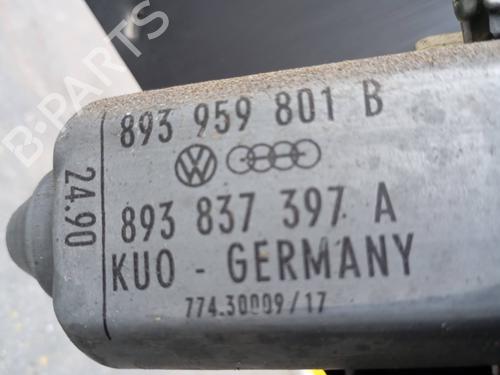 893 959 801 B
893 837 397 A
KUO - GERMANY
774.30009/17
24.90
B-Parts